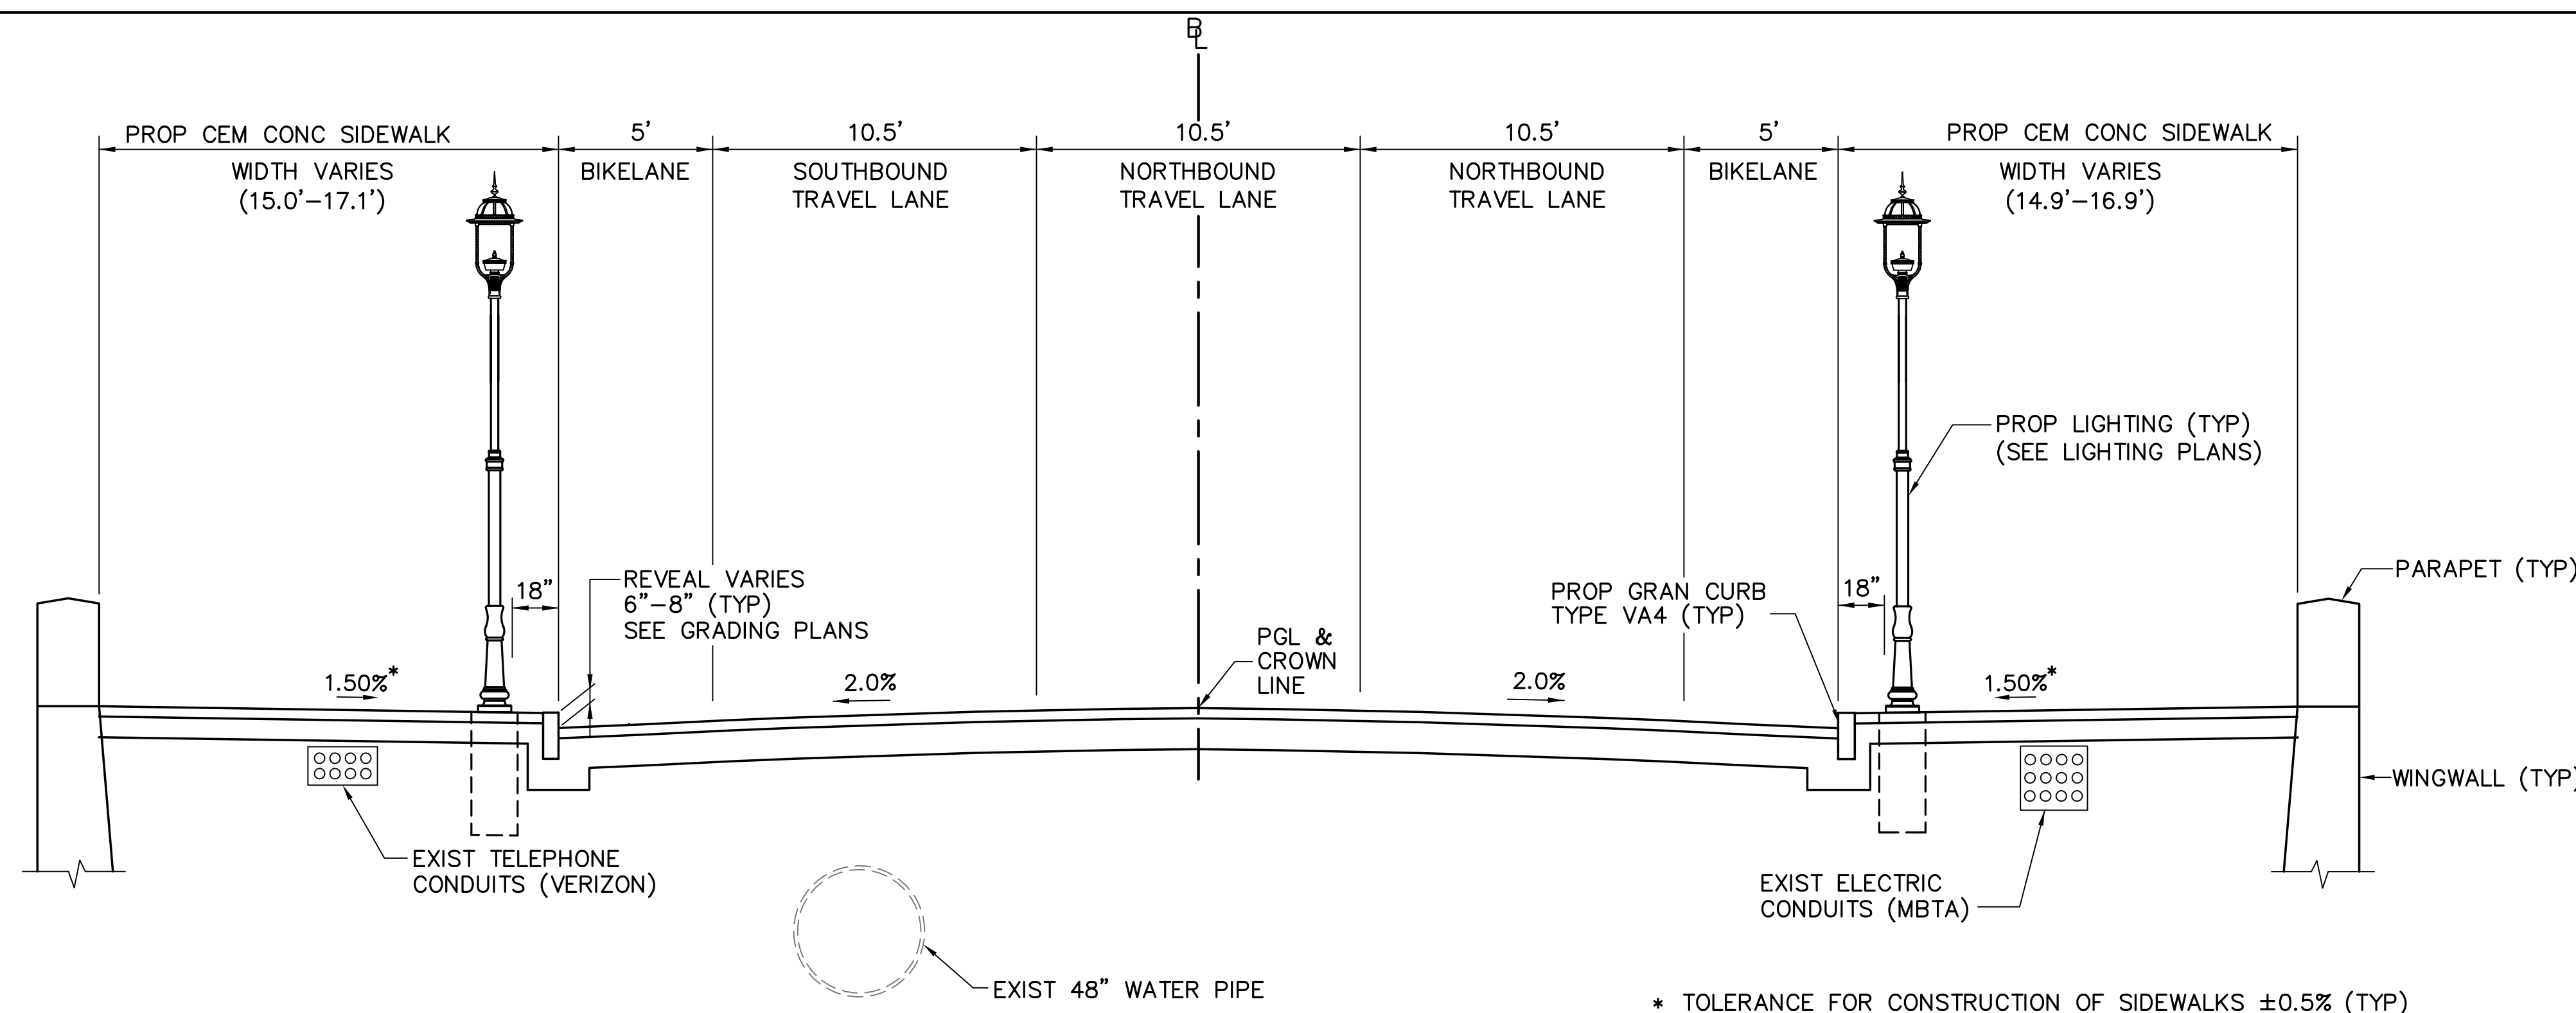 BL
PROP CEM CONC SIDEWALK
WIDTH VARIES
(15.0'-17.1')
5'
BIKELANE
10.5'
SOUTHBOUND
TRAVEL LANE
10.5'
NORTHBOUND
TRAVEL LANE
10.5'
NORTHBOUND
TRAVEL LANE
5'
BIKELANE
PROP CEM CONC SIDEWALK
WIDTH VARIES
(14.9'-16.9')
PROP LIGHTING (TYP)
(SEE LIGHTING PLANS)
18"
REVEAL VARIES
6"-8" (TYP)
SEE GRADING PLANS
PGL &
CROWN
LINE
PROP GRAN CURB
TYPE VA4 (TYP)
18"
PARAPET (TYP)
1.50%*
2.0%
2.0%
1.50%*
WINGWALL (TYP
EXIST TELEPHONE
CONDUITS (VERIZON)
EXIST ELECTRIC
CONDUITS (MBTA)
EXIST 48" WATER PIPE
* TOLERANCE FOR CONSTRUCTION OF SIDEWALKS ±0.5% (TYP)